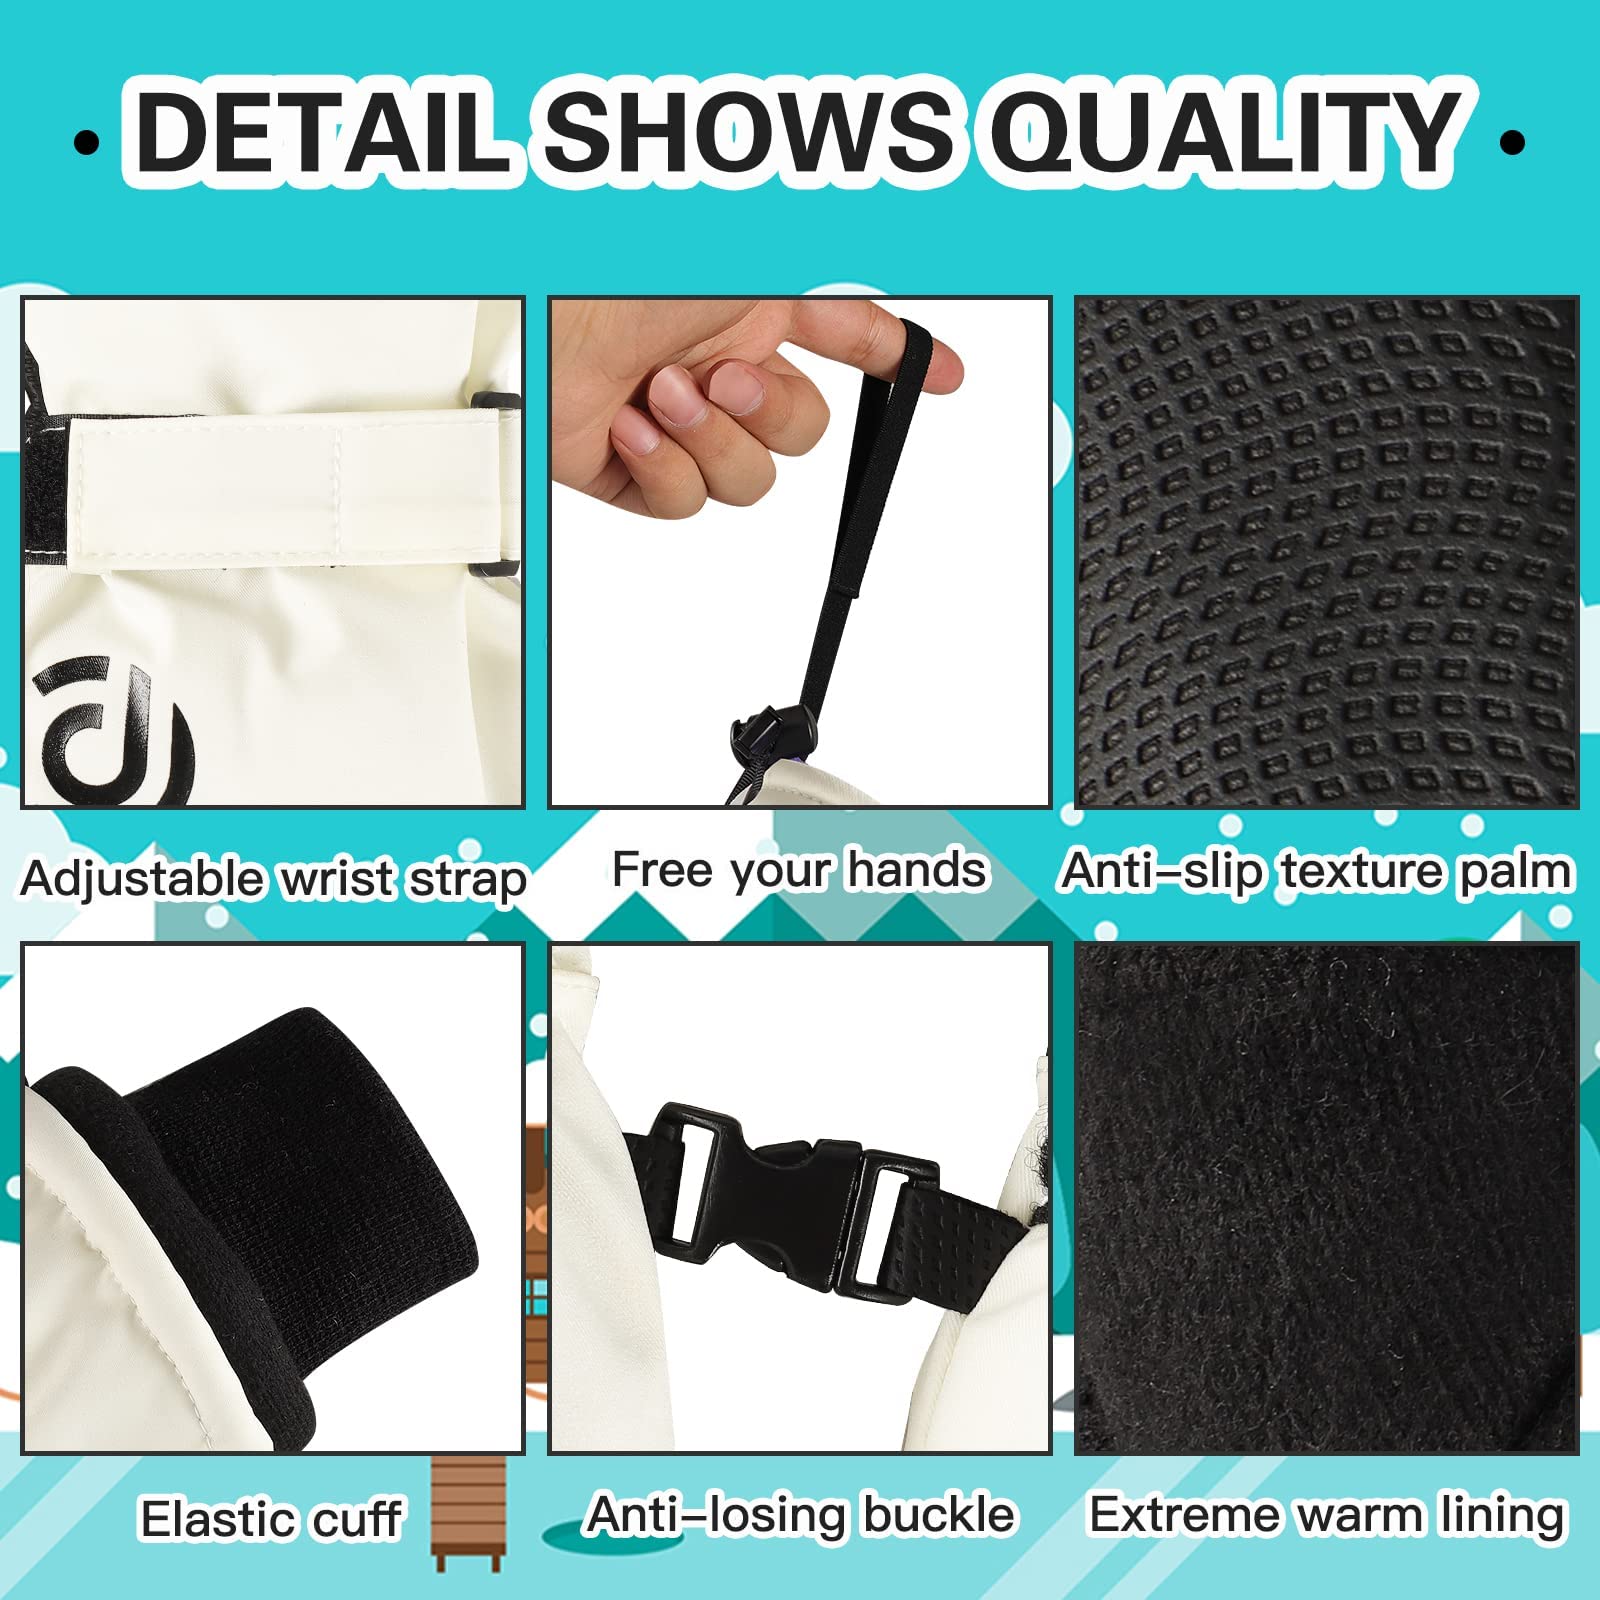 • DETAIL SHOWS QUALITY •
Adjustable wrist strap
Free your hands
Anti-slip texture palm
Elastic cuff
Anti-losing buckle
Extreme warm lining